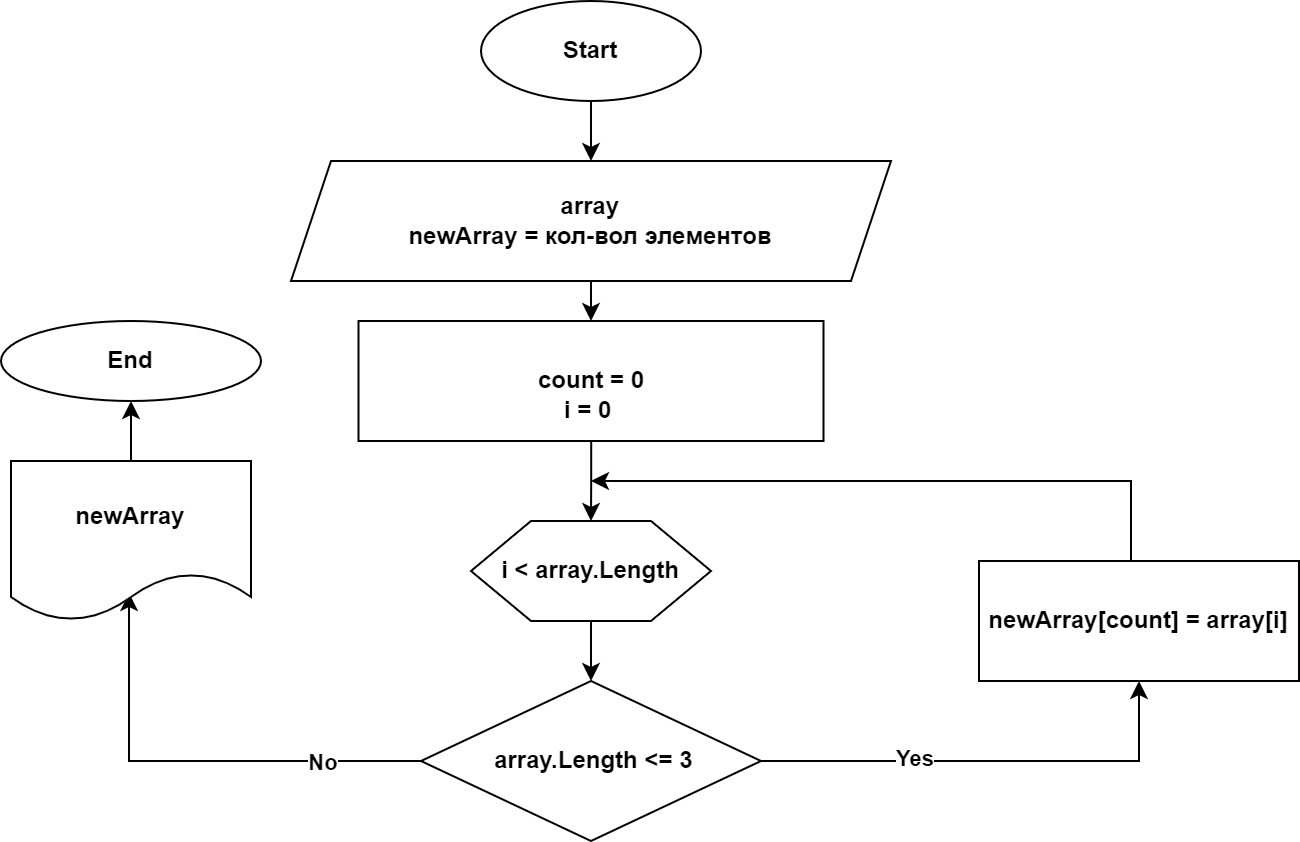 Start
array
newArray = кол-вол элементов
count = 0
i = 0
i < array.Length
array.Length <= 3
Yes
newArray[count] = array[i]
No
newArray
End